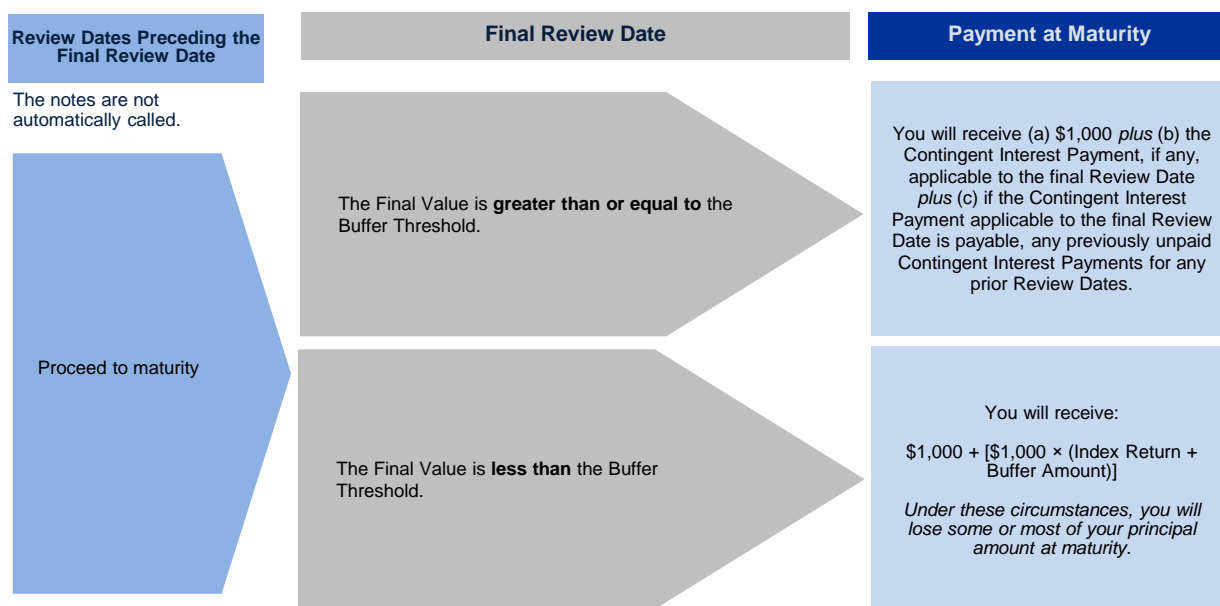 Review Dates Preceding the
Final Review Date
Final Review Date
Payment at Maturity
The notes are not
automatically called.
Proceed to maturity
The Final Value is greater than or equal to the
Buffer Threshold.
You will receive (a) $1,000 plus (b) the
Contingent Interest Payment, if any,
applicable to the final Review Date
plus (c) if the Contingent Interest
Payment applicable to the final Review
Date is payable, any previously unpaid
Contingent Interest Payments for any
prior Review Dates.
The Final Value is less than the Buffer
Threshold.
You will receive:
$1,000 + [$1,000 × (Index Return +
Buffer Amount)]
Under these circumstances, you will
lose some or most of your principal
amount at maturity.